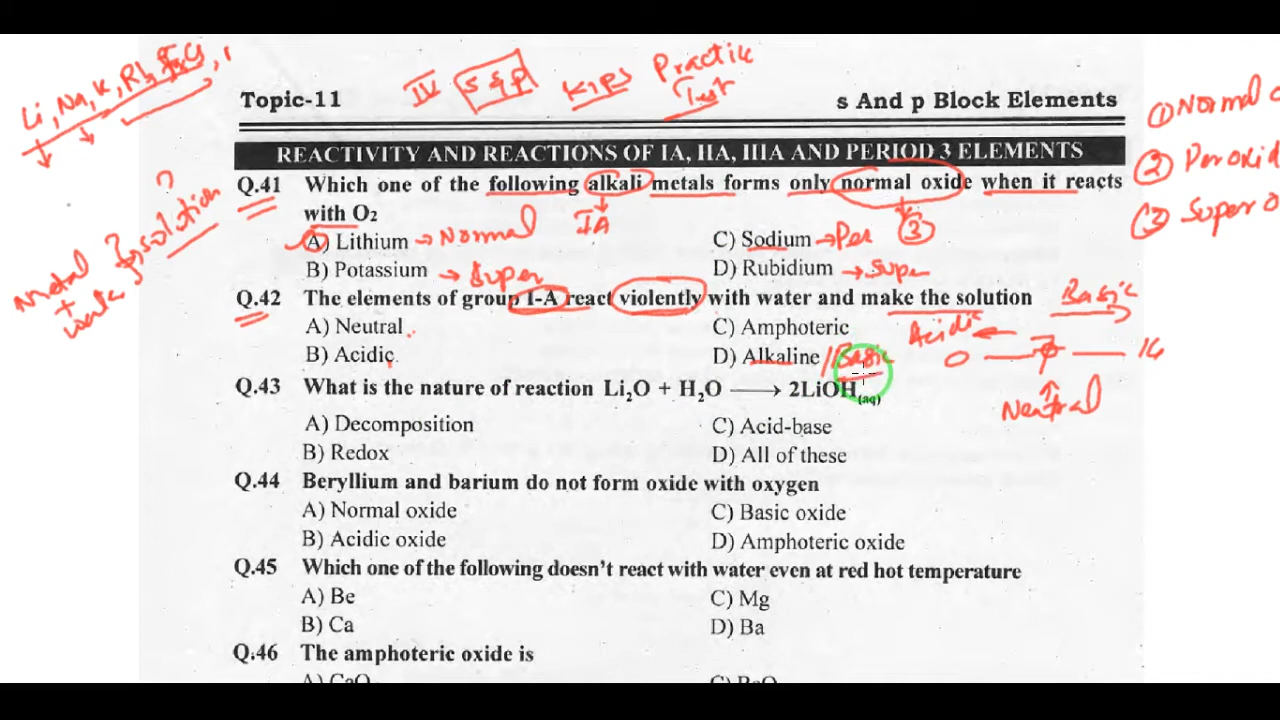 Li, Na, K, Rb,
IV S & P KIPS Practice
Test
Topic-11 s And p Block Elements
① Normal
② Peroxid
③ Super o
REACTIVITY AND REACTIONS OF IA, IIA, IIIA AND PERIOD 3 ELEMENTS
Q.41 Which one of the following alkali metals forms only normal oxide when it reacts
with O₂
IA ③
A) Lithium → Normal C) Sodium → Per
B) Potassium → Super D) Rubidium → Super
Metal ? solution ?
+
Q.42 The elements of group I-A react violently with water and make the solution Basic
A) Neutral C) Amphoteric Acidic
B) Acidic D) Alkaline / Basic 0 14
Neutral
Q.43 What is the nature of reaction Li₂O + H₂O ⟶ 2LiOH(aq)
A) Decomposition C) Acid-base
B) Redox D) All of these
Q.44 Beryllium and barium do not form oxide with oxygen
A) Normal oxide C) Basic oxide
B) Acidic oxide D) Amphoteric oxide
Q.45 Which one of the following doesn't react with water even at red hot temperature
A) Be C) Mg
B) Ca D) Ba
Q.46 The amphoteric oxide is
A) CaO C) BaO